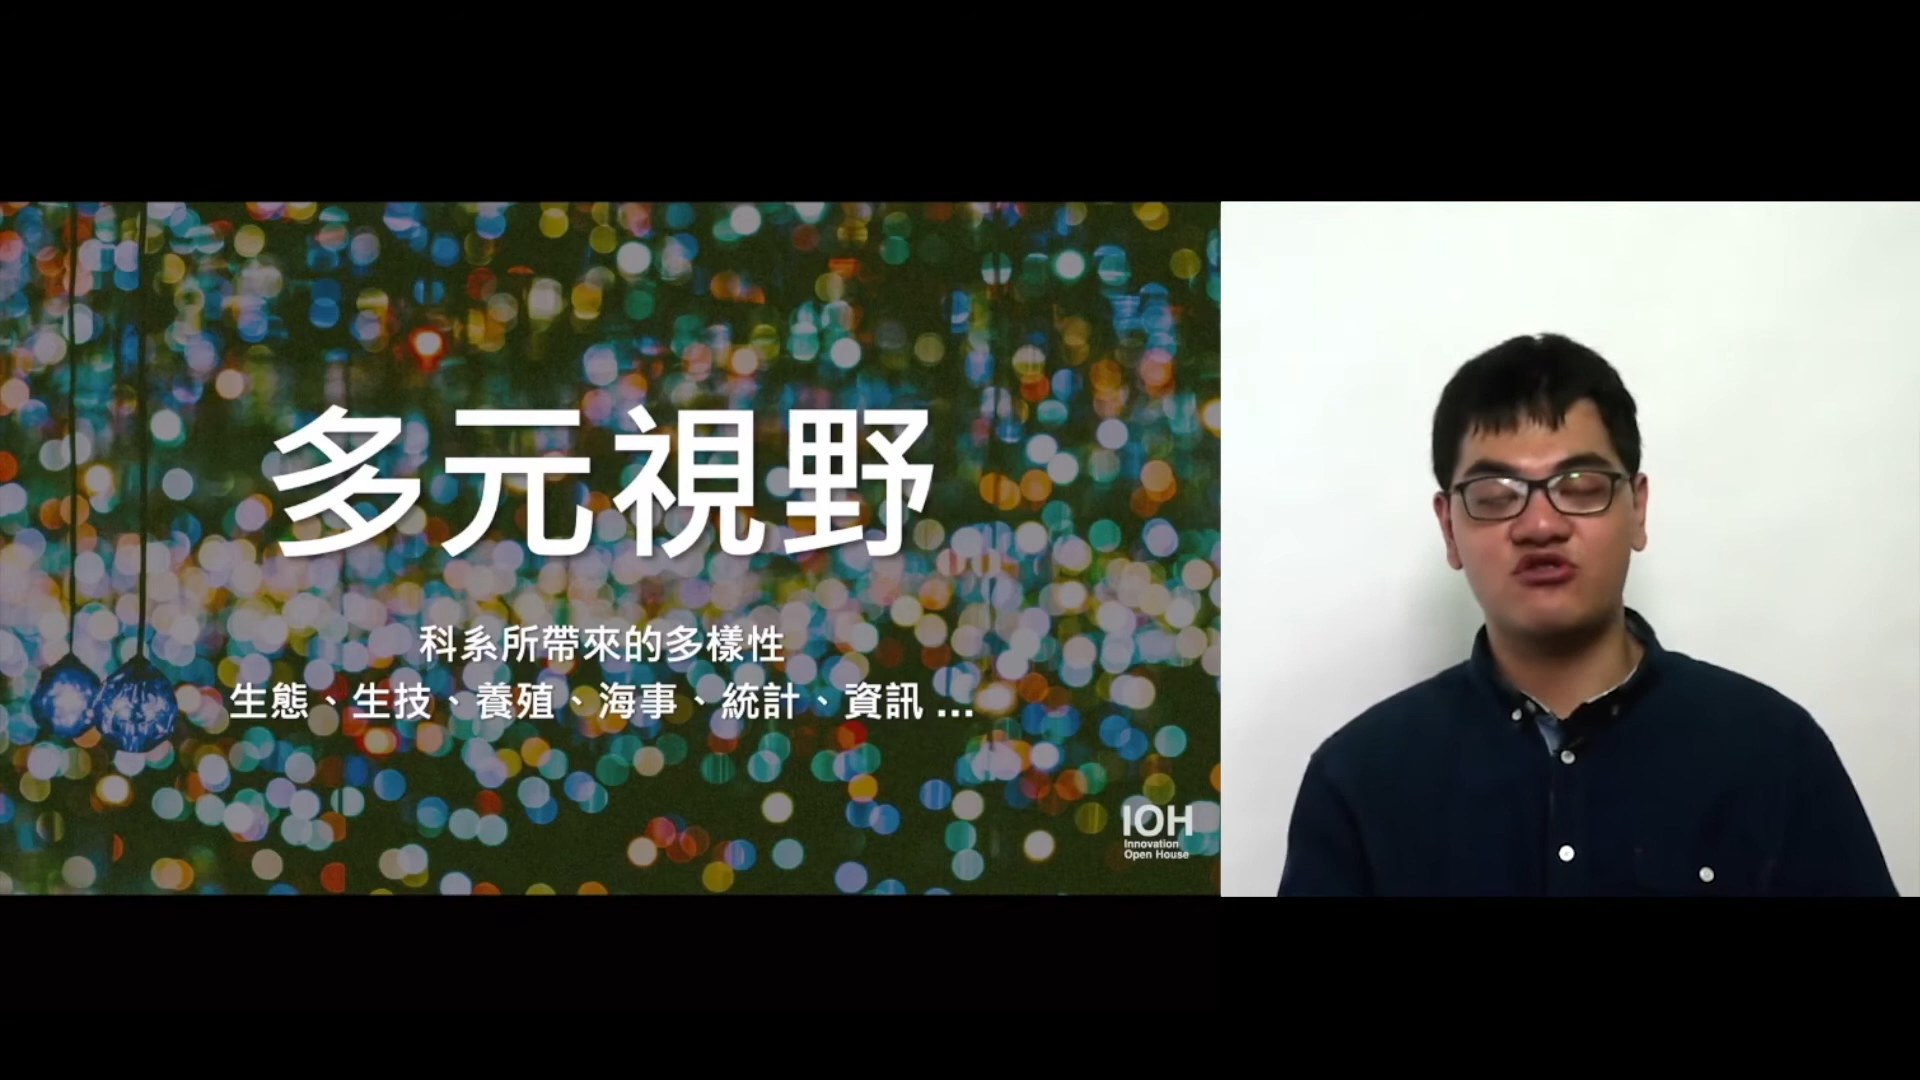 多元視野
科系所帶來的多樣性
生態、生技、養殖、海事、統計、資訊 ...
IOH
Innovation
Open House